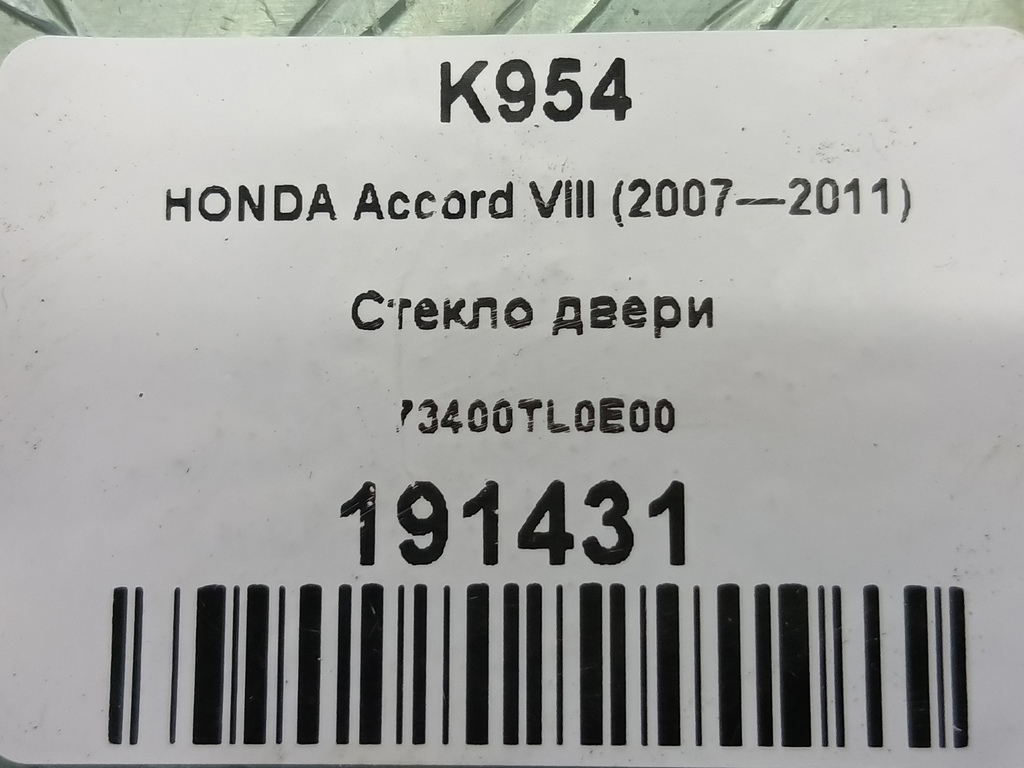 K954
HONDA Accord VIII (2007—2011)
Стекло двери
73400TL0E00
191431